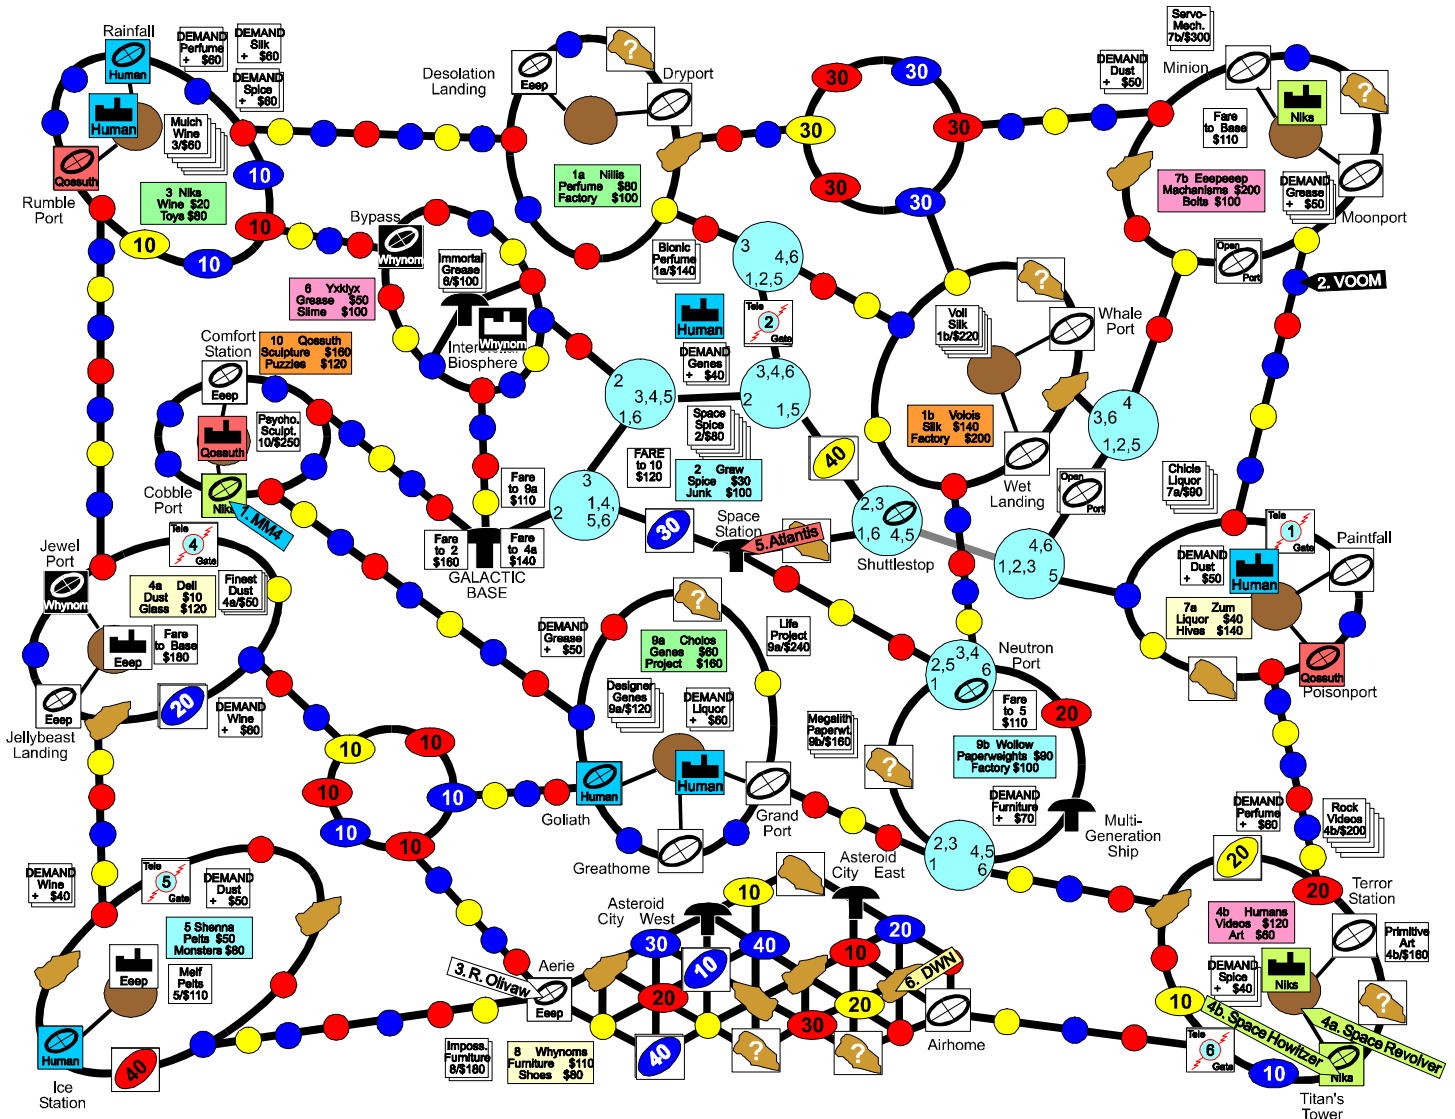 Rainfall
Human
DEMAND
Perfume
+ $60
DEMAND
Silk
+ $60
DEMAND
Spice
+ $60
Human
Mulch
Wine
3/$60
Qossuth
Rumble
Port
3 Niks
Wine $20
Toys $80
10
10
10
10
10
Desolation
Landing
Eeep
?
Dryport
1a Nillis
Perfume $80
Factory $100
30
30
30
30
30
30
Servo-
Mech.
7b/$300
DEMAND
Dust
+ $50
Minion
?
Niks
Fare
to Base
$110
7b Eeepeeep
Machanisms $200
Bolts $100
DEMAND
Grease
+ $50
Moonport
Open
Port
2. VOOM
Bypass
Whynom
Immortal
Grease
6/$100
Whynom
Interstellar
Biosphere
6 Yxklyx
Grease $50
Slime $100
Bionic
Perfume
1a/$140
3
4,6
1,2,5
Human
Tele
2
Gate
DEMAND
Genes
+ $40
?
Whale
Port
Voll
Silk
1b/$220
1b Volois
Silk $140
Factory $200
Wet
Landing
4
3,6
1,2,5
Open
Port
Comfort
Station
Eeep
10 Qossuth
Sculpture $160
Puzzles $120
Qossuth
Psycho.
Sculpt.
10/$250
Cobble
Port
Niks
1. MM4
2
3,4,5
1,6
3,4,6
2
1,5
Space
Spice
2/$80
FARE
to 10
$120
2 Graw
Spice $30
Junk $100
40
3
2
1,4,
5,6
Fare
to 9a
$110
Fare
to 2
$160
Fare
to 4a
$140
GALACTIC
BASE
30
Space
Station
5. Atlantis
2,3
1,6
4,5
Shuttlestop
4,6
1,2,3
5
Chicle
Liquor
7a/$90
Tele
1
Gate
Painfall
DEMAND
Dust
+ $50
Human
7a Zum
Liquor $40
Hives $140
Qossuth
Poisonport
Jewel
Port
Tele
4
Gate
Whynom
4a Dell
Dust $10
Glass $120
Finest
Dust
4a/$50
Eeep
Fare
to Base
$180
Eeep
Jellybeast
Landing
20
DEMAND
Wine
+ $60
DEMAND
Grease
+ $50
?
9a Cholos
Genes $60
Project $160
Life
Project
9a/$240
Designer
Genes
9a/$120
DEMAND
Liquor
+ $60
Human
Human
Goliath
Grand
Port
Greathome
Neutron
Port
3,4
2,5
6
1
Fare
to 5
$110
20
Megalith
Paperwt.
9b/$160
?
9b Wollow
Paperweights $90
Factory $100
DEMAND
Furniture
+ $70
Multi-
Generation
Ship
2,3
4,5
1
6
10
10
10
10
10
10
DEMAND
Wine
+ $40
Tele
5
Gate
DEMAND
Dust
+ $50
5 Shenna
Pelts $50
Monsters $80
Eeep
Melf
Pelts
5/$110
Human
Ice
Station
40
3. R. Olivaw
Aerie
Eeep
Imposs.
Furniture
8/$180
8 Whynoms
Furniture $110
Shoes $80
Asteroid
City West
Asteroid
City East
10
?
30
40
10
20
10
20
20
30
40
?
?
6. DWN
Airhome
DEMAND
Perfume
+ $60
Rock
Videos
4b/$200
20
20
Terror
Station
4b Humans
Videos $120
Art $60
Primitive
Art
4b/$160
DEMAND
Spice
+ $40
Niks
?
10
4b. Space Howitzer
4a. Space Revolver
Tele
6
Gate
10
Niks
Titan's
Tower